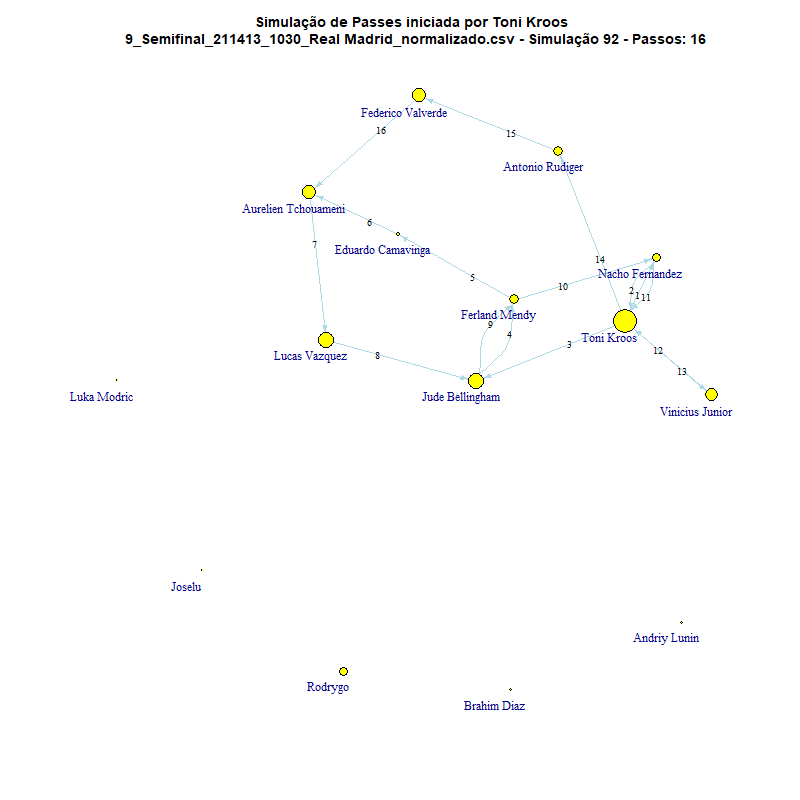 Simulação de Passes iniciada por Toni Kroos
9_Semifinal_211413_1030_Real Madrid_normalizado.csv - Simulação 92 - Passos: 16
Federico Valverde
16
15
Antonio Rudiger
Aurelien Tchouameni
6
7
Eduardo Camavinga
14
Nacho Fernandez
5
10
2
1
11
Ferland Mendy
9
4
Toni Kroos
3
12
Lucas Vazquez
8
13
Luka Modric
Jude Bellingham
Vinicius Junior
Joselu
Andriy Lunin
Rodrygo
Brahim Diaz